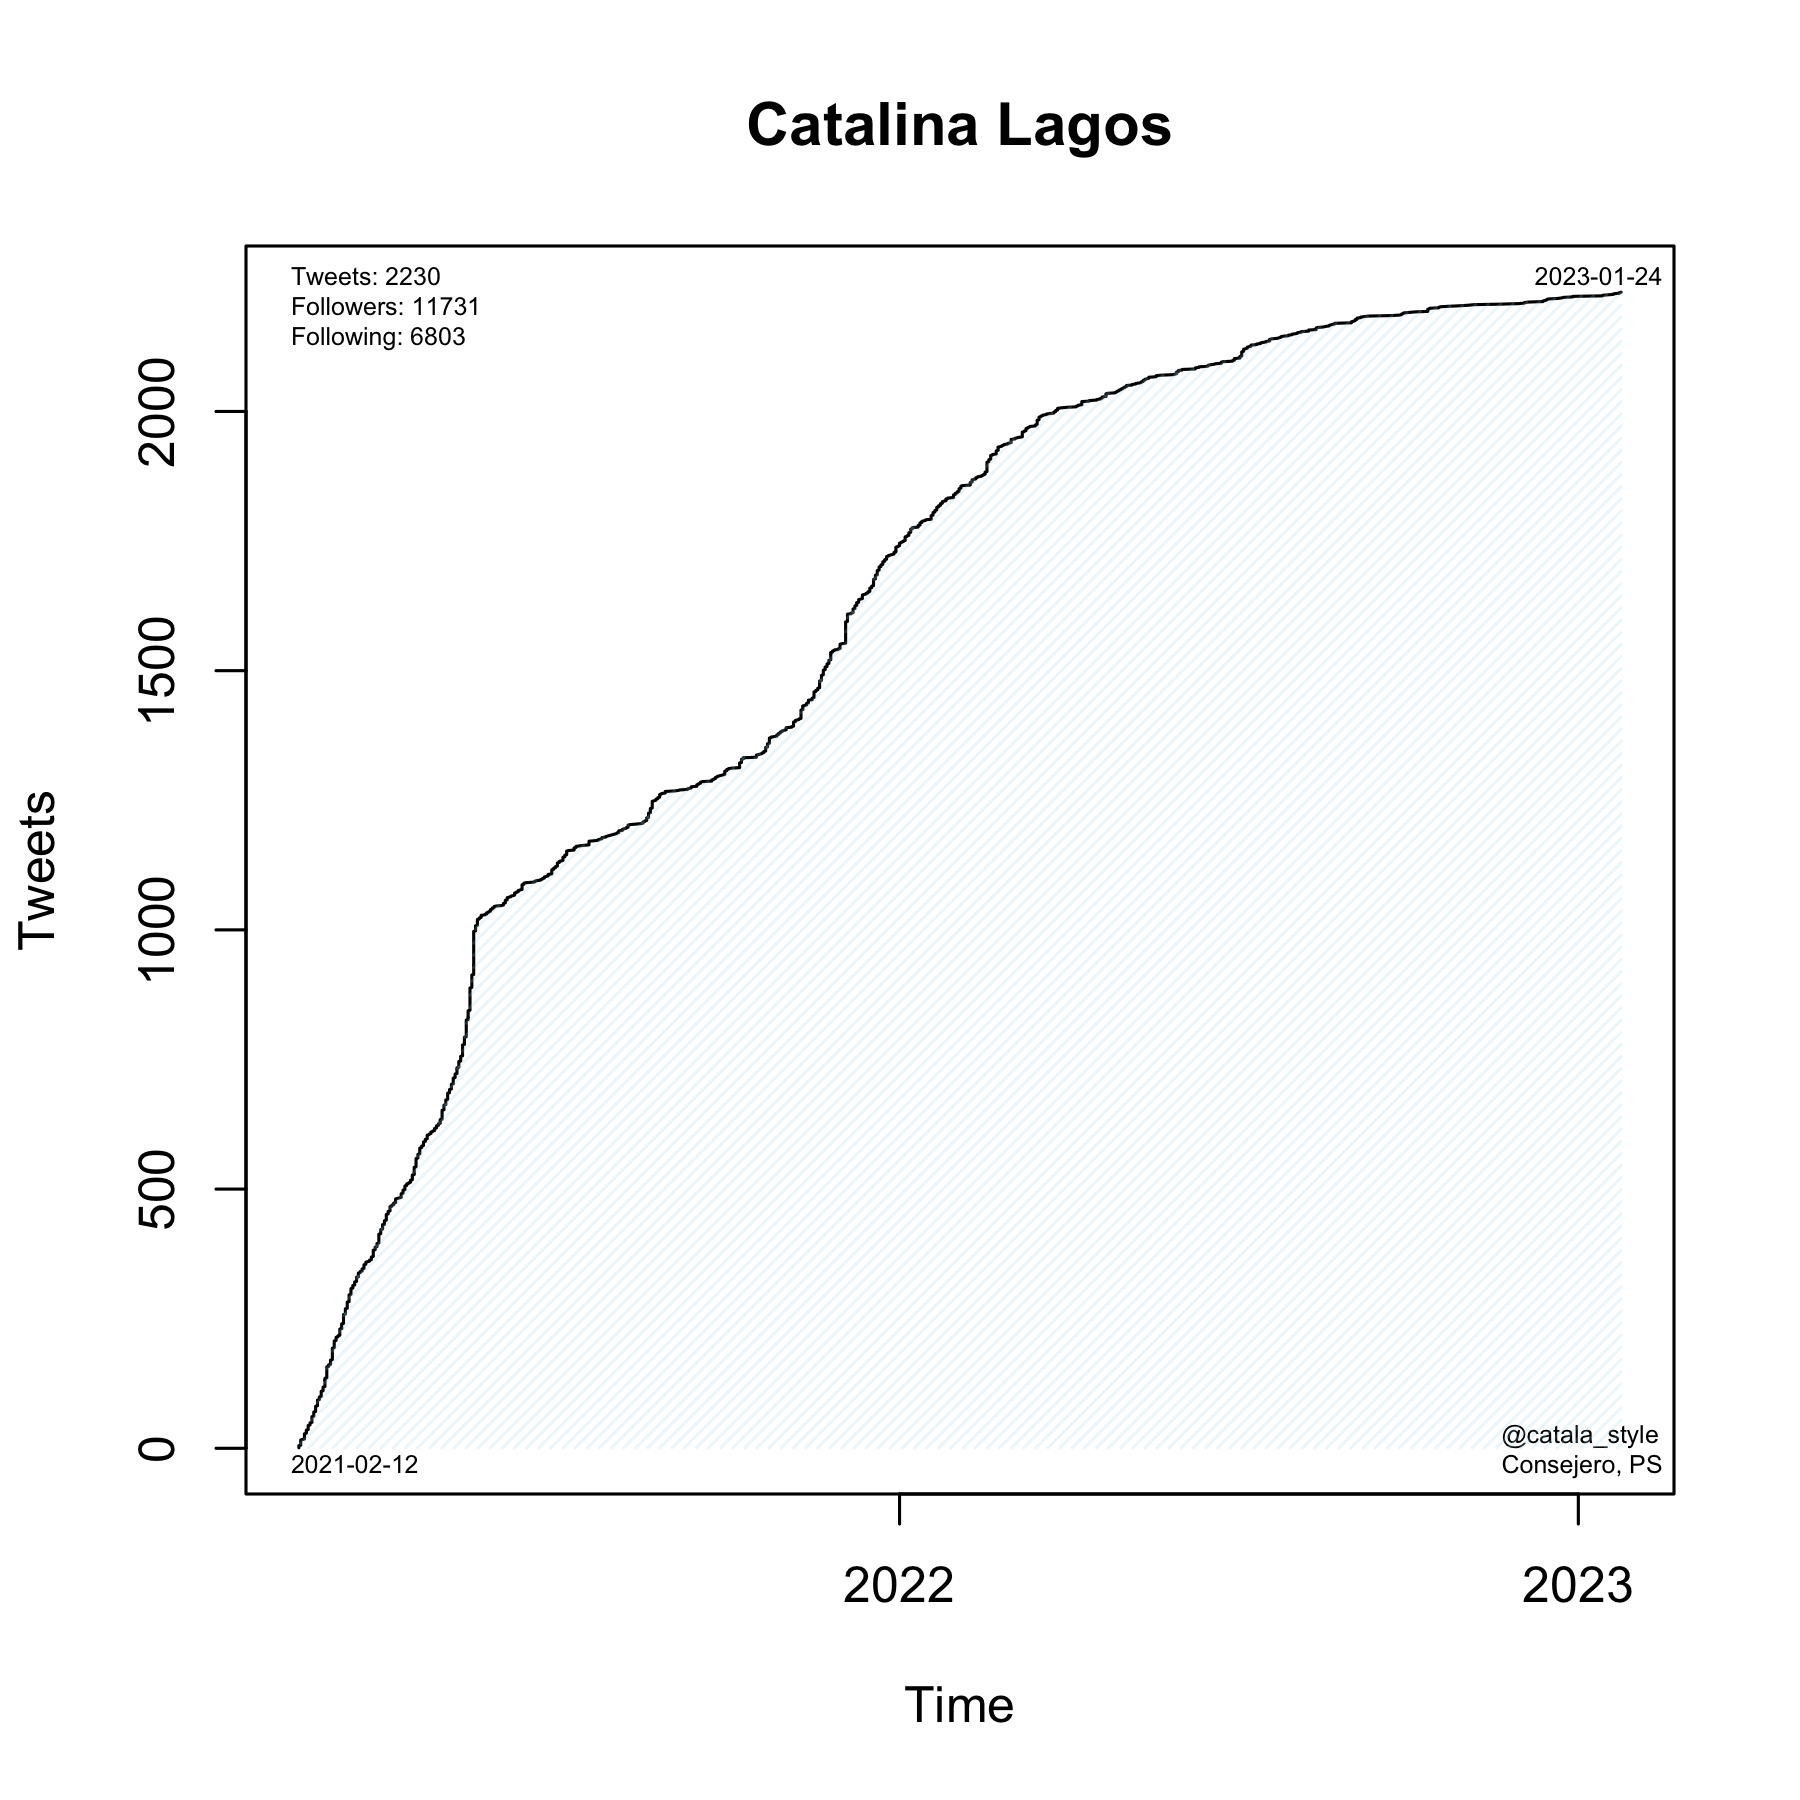 Catalina Lagos
Tweets: 2230
Followers: 11731
Following: 6803
2023-01-24
2000
1500
1000
500
0
Tweets
2021-02-12
@catala_style
Consejero, PS
2022
2023
Time